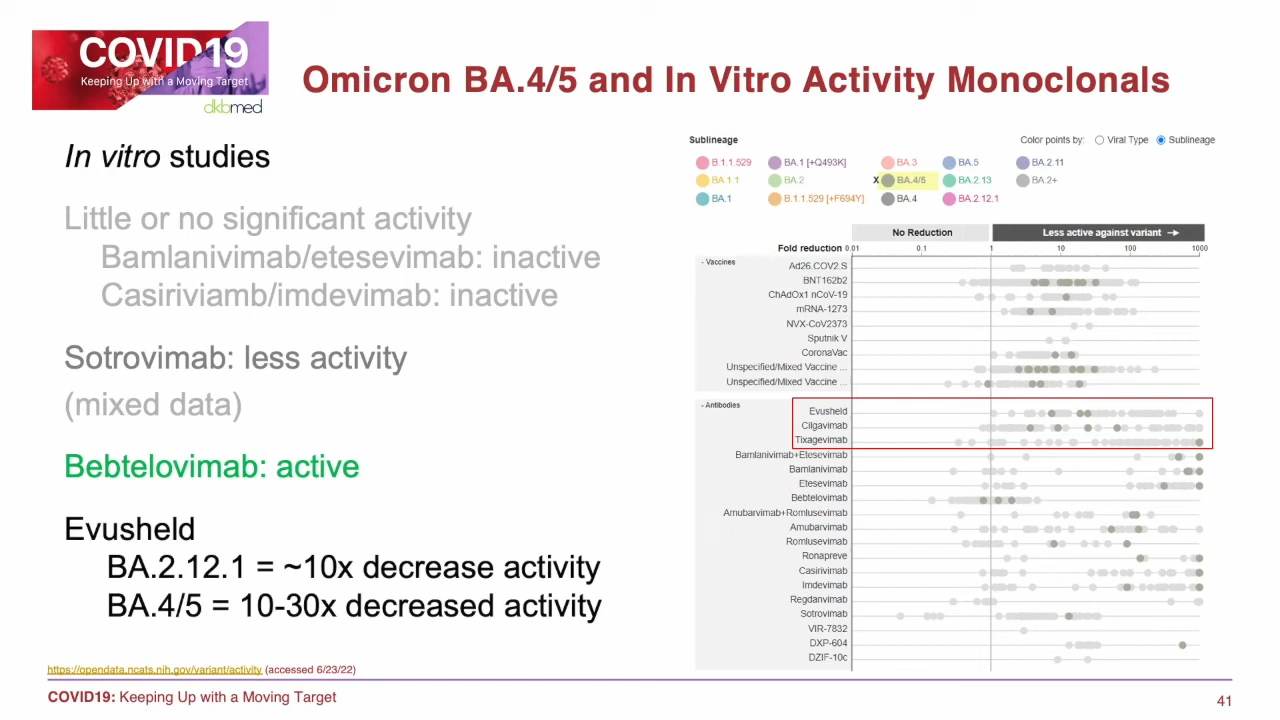 COVID19
Keeping Up with a Moving Target
dkbmed
Omicron BA.4/5 and In Vitro Activity Monoclonals
In vitro studies
Little or no significant activity
Bamlanivimab/etesevimab: inactive
Casiriviamb/imdevimab: inactive
Sotrovimab: less activity
(mixed data)
Bebtelovimab: active
Evusheld
BA.2.12.1 = ~10x decrease activity
BA.4/5 = 10-30x decreased activity
Sublineage
Color points by: Viral Type Sublineage
B.1.1.529 BA.1 [+Q493K] BA.3 BA.5 BA.2.11
BA.1.1 BA.2 X BA.4/5 BA.2.13 BA.2+
BA.1 B.1.1.529 [+F694Y] BA.4 BA.2.12.1
No Reduction Less active against variant →
Fold reduction 0.01 0.1 1 10 100 1000
- Vaccines
Ad26.COV2.S
BNT162b2
ChAdOx1 nCoV-19
mRNA-1273
NVX-CoV2373
Sputnik V
CoronaVac
Unspecified/Mixed Vaccine ...
Unspecified/Mixed Vaccine ...
- Antibodies
Evusheld
Cilgavimab
Tixagevimab
Bamlanivimab+Etesevimab
Bamlanivimab
Etesevimab
Bebtelovimab
Amubarvimab+Romlusevimab
Amubarvimab
Romlusevimab
Ronapreve
Casirivimab
Imdevimab
Regdanvimab
Sotrovimab
VIR-7832
DXP-604
DZIF-10c
https://opendata.ncats.nih.gov/variant/activity (accessed 6/23/22)
COVID19: Keeping Up with a Moving Target
41